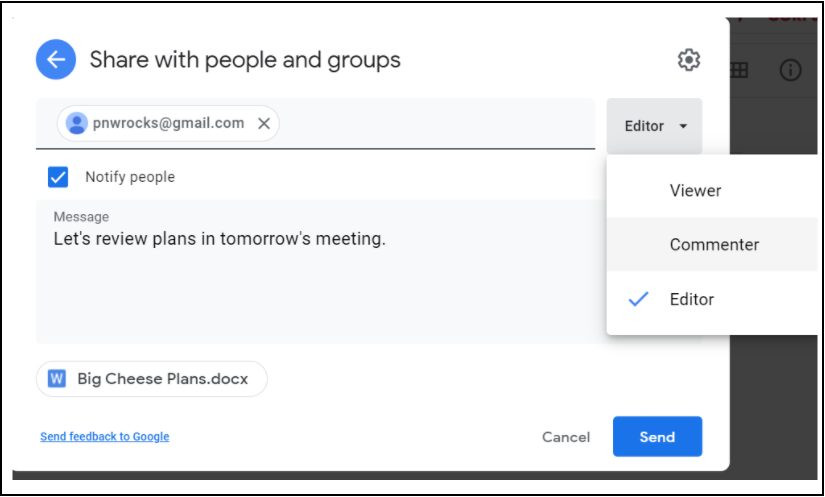 Share with people and groups
pnwrocks@gmail.com
Editor
Notify people
Viewer
Message
Let's review plans in tomorrow's meeting.
Commenter
Editor
W Big Cheese Plans.docx
Send feedback to Google
Cancel
Send